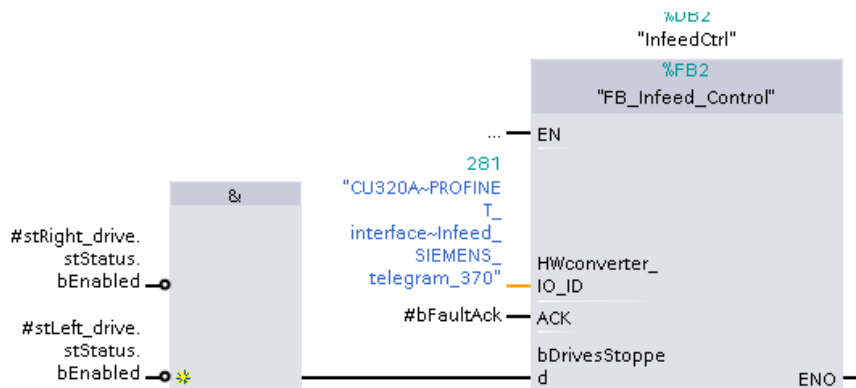 %DB2
"InfeedCtrl"
%FB2
"FB_Infeed_Control"
... EN
281
"CU320A~PROFINE
T_
interface~Infeed_
SIEMENS_
telegram_370"
HWconverter_
IO_ID
#bFaultAck ACK
bDrivesStoppe
d
ENO
&
#stRight_drive.
stStatus.
bEnabled
#stLeft_drive.
stStatus.
bEnabled